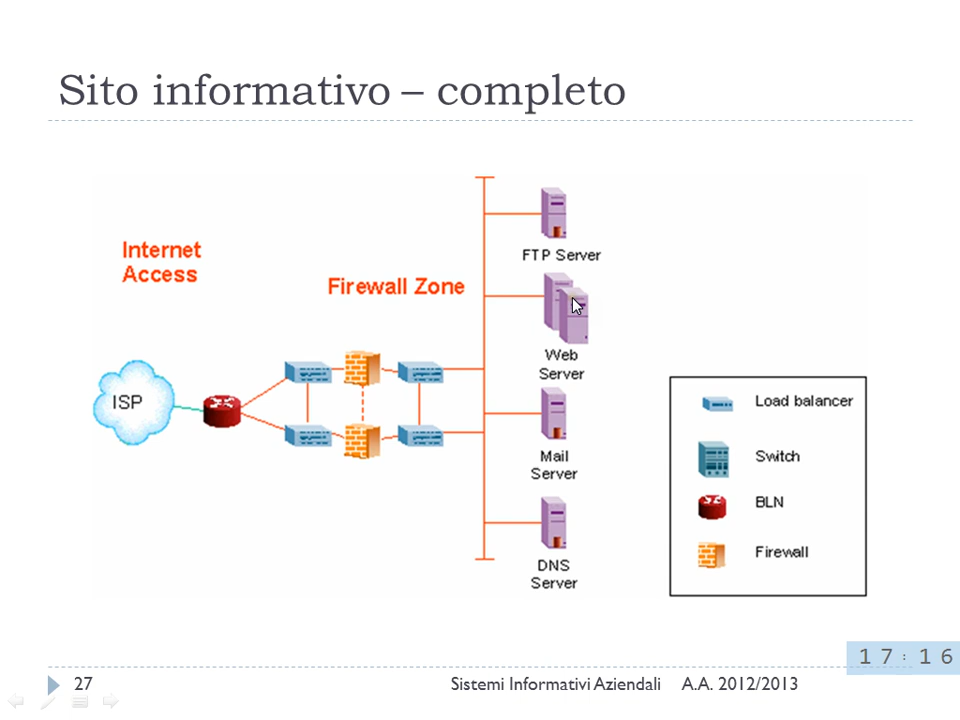 Sito informativo – completo
Internet
Access
Firewall Zone
ISP
FTP Server
Web
Server
Mail
Server
DNS
Server
Load balancer
Switch
BLN
Firewall
17:16
27
Sistemi Informativi Aziendali A.A. 2012/2013